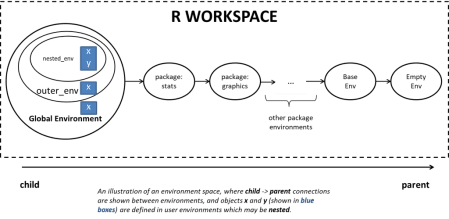 R WORKSPACE
nested_env
x
y
outer_env
x
x
Global Environment
package:
stats
package:
graphics
...
other package
environments
Base
Env
Empty
Env
child
parent
An illustration of an environment space, where child -> parent connections
are shown between environments, and objects x and y (shown in blue
boxes) are defined in user environments which may be nested.